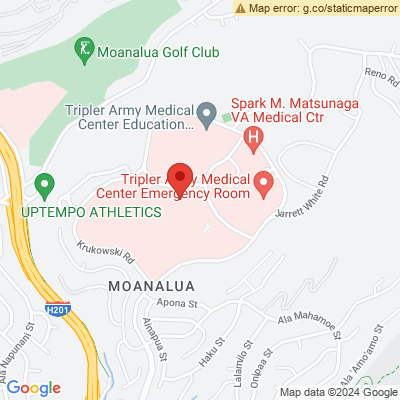 Map error: g.co/staticmaperror
Moanalua Golf Club
Reno Rd
Tripler Army Medical
Center Education...
Spark M. Matsunaga
VA Medical Ctr
H
Tripler Army Medical
Center Emergency Room
UPTEMPO ATHLETICS
Jarrett White Rd
Krukowski Rd
MOANALUA
H201
Apona St
Ala Napunani St
Ainapua St
Haku St
Lalamilo St
Onipaa St
Ala Mahamoe St
Ala Ao'amo St
Google
Map data ©2024 Google